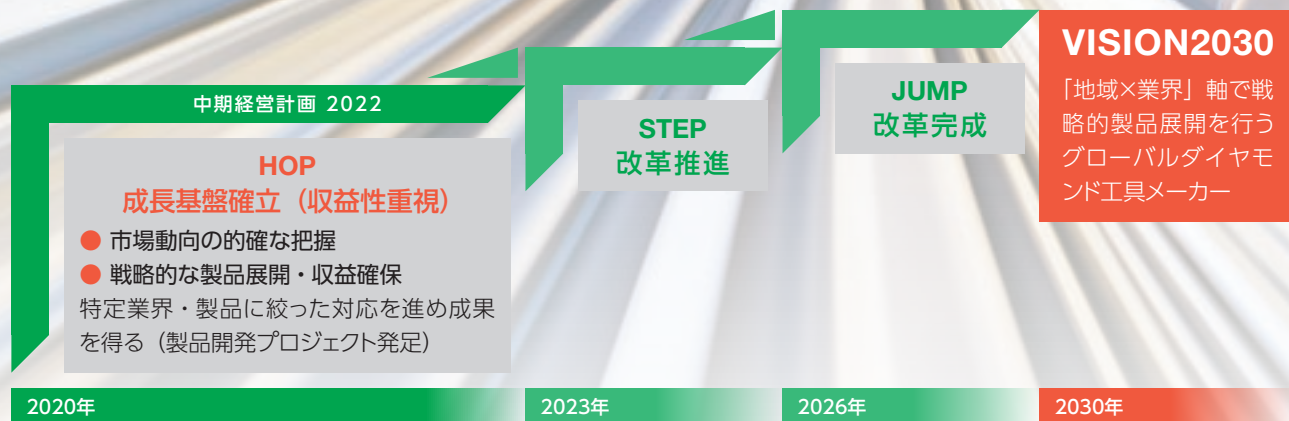 中期経営計画 2022
HOP
成長基盤確立（収益性重視）
● 市場動向の的確な把握
● 戦略的な製品展開・収益確保
特定業界・製品に絞った対応を進め成果
を得る（製品開発プロジェクト発足）
STEP
改革推進
JUMP
改革完成
VISION2030
「地域×業界」軸で戦
略的製品展開を行う
グローバルダイヤモ
ンド工具メーカー
2020年
2023年
2026年
2030年